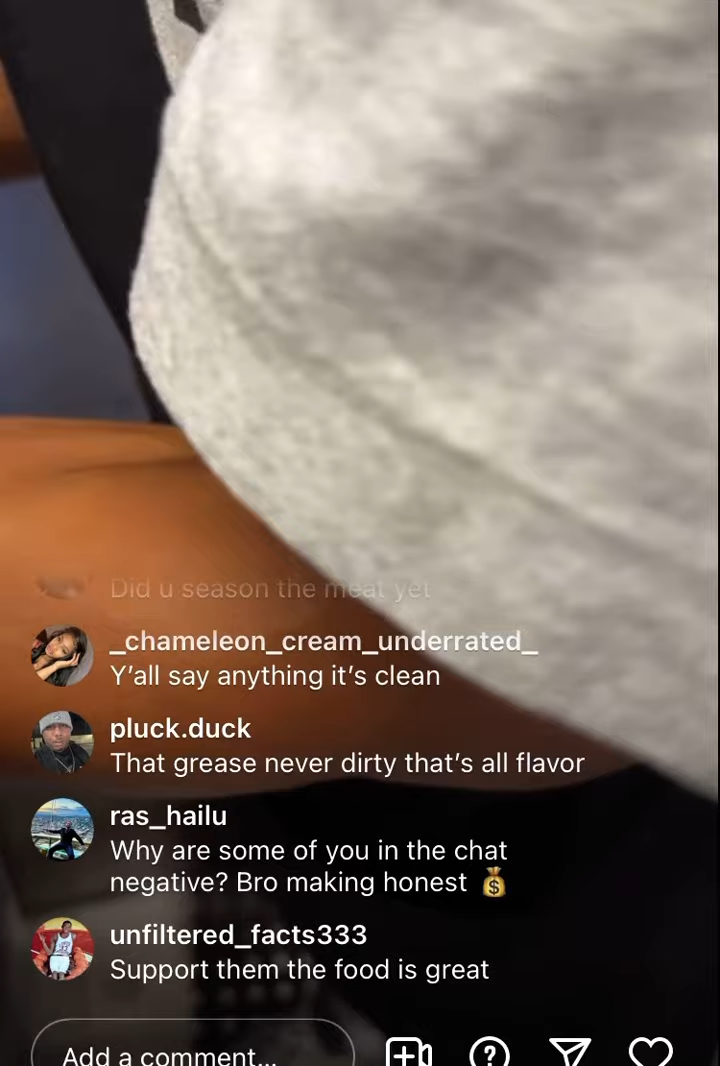 Did u season the meat yet
_chameleon_cream_underrated_
Y’all say anything it’s clean
pluck.duck
That grease never dirty that’s all flavor
ras_hailu
Why are some of you in the chat
negative? Bro making honest 💰
unfiltered_facts333
Support them the food is great
Add a comment...